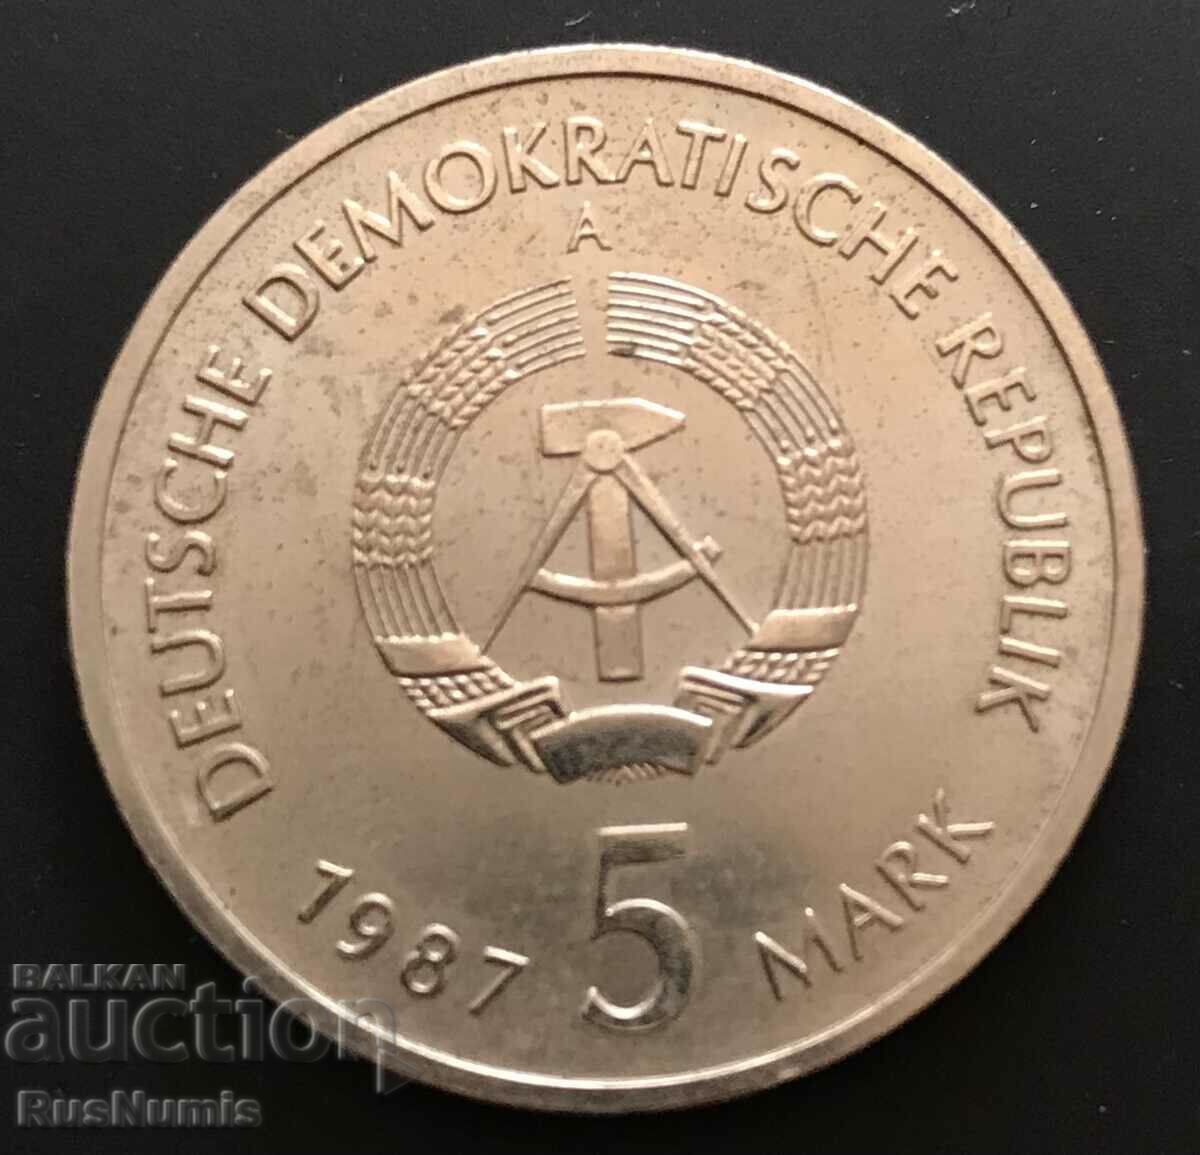 DEUTSCHE DEMOKRATISCHE REPUBLIK
A
1987 5 MARK
BALKAN
auction
RusNumis